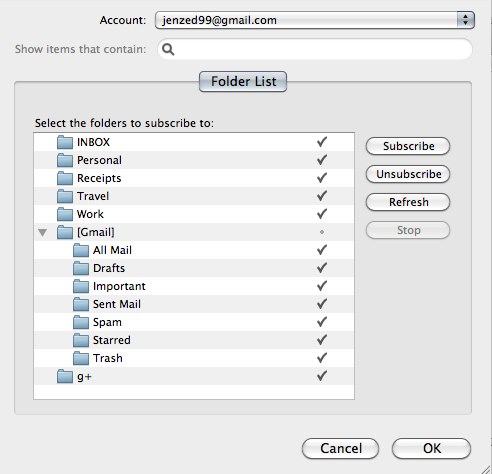 Account: jenzed99@gmail.com
Show items that contain:
Folder List
Select the folders to subscribe to:
INBOX
Personal
Receipts
Travel
Work
[Gmail]
All Mail
Drafts
Important
Sent Mail
Spam
Starred
Trash
g+
Subscribe
Unsubscribe
Refresh
Stop
Cancel OK